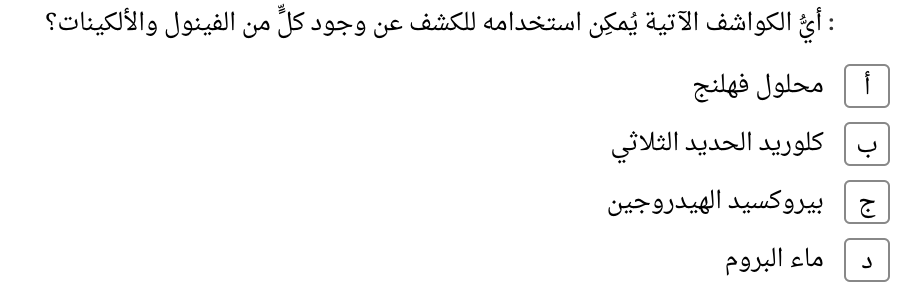 : أيُّ الكواشف الآتية يُمكِن استخدامه للكشف عن وجود كلٍّ من الفينول والألكينات؟
أ محلول فهلنج
ب كلوريد الحديد الثلاثي
ج بيروكسيد الهيدروجين
د ماء البروم